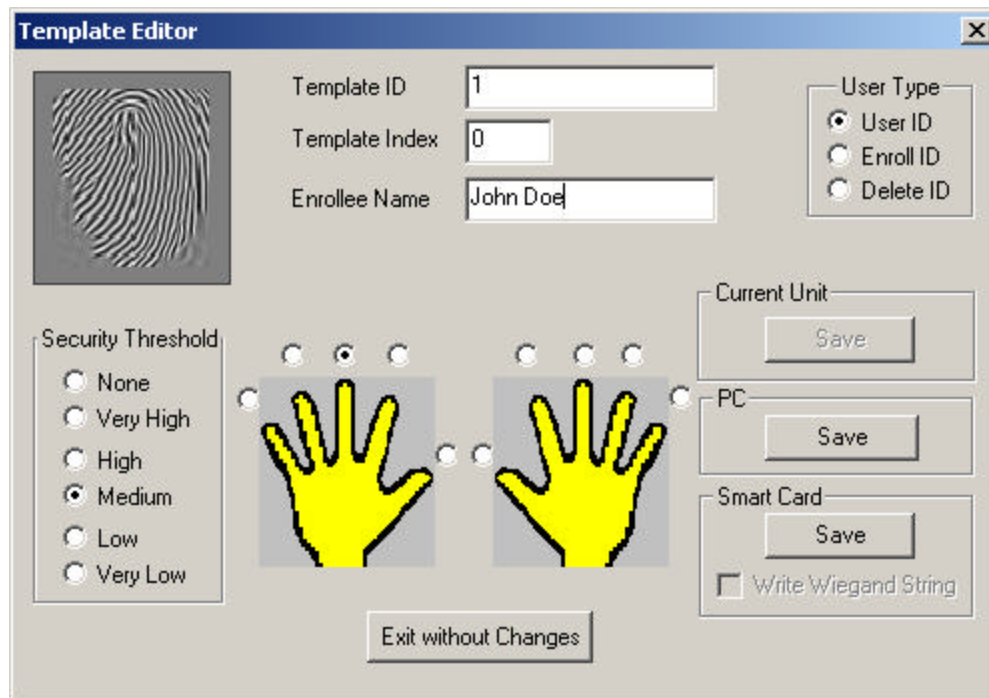 Template Editor
Template ID 1
Template Index 0
Enrollee Name John Doe
User Type
User ID
Enroll ID
Delete ID
Security Threshold
None
Very High
High
Medium
Low
Very Low
Current Unit
Save
PC
Save
Smart Card
Save
Write Wiegand String
Exit without Changes